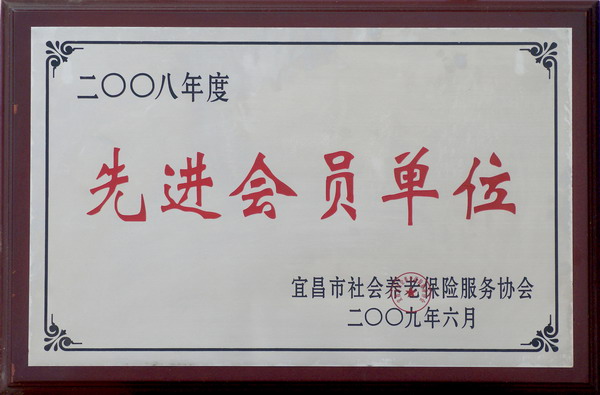 二〇〇八年度
先进会员单位
宜昌市社会养老保险服务协会
二〇〇九年六月